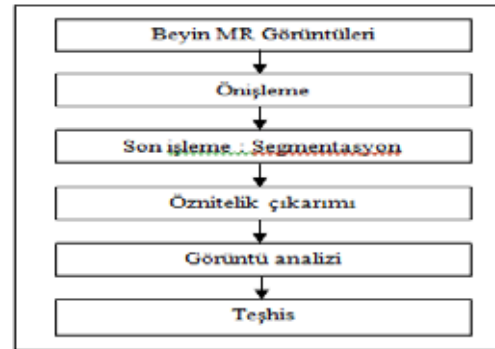 Beyin MR Görüntüleri
Önişleme
Son işleme : Segmentasyon
Öznitelik çıkarımı
Görüntü analizi
Teşhis